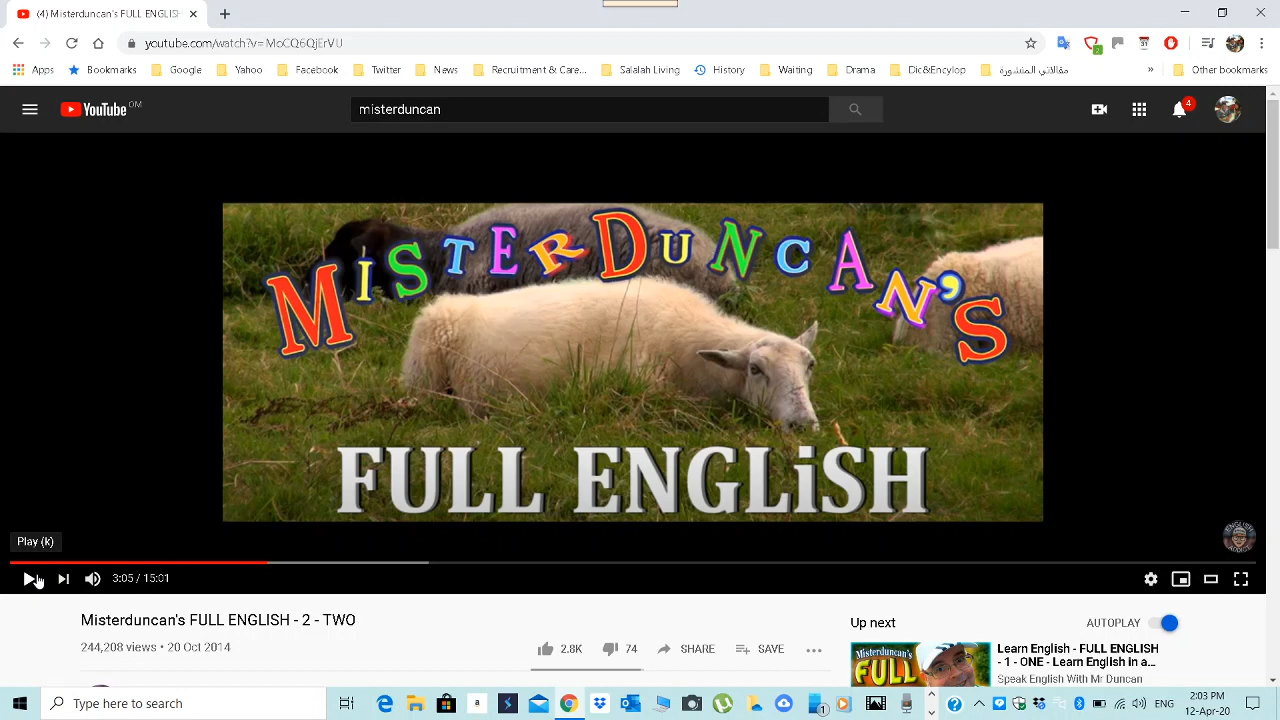 (4) Misterduncan's FULL ENGLISH
youtube.com/watch?v=MoCQ6QjErVU
2
31
Apps Bookmarks Google Yahoo Facebook Twitter News Recruitment & Care... Salalah Living History Waiting Drama Dic&Encylop مقالاتي المنشورة » Other bookmarks
YouTube OM
misterduncan
4
MiSTERDUNCAN'S
FULL ENGLiSH
Play (k)
3:05 / 15:01
Misterduncan's FULL ENGLISH - 2 - TWO
244,208 views • 20 Oct 2014
2.8K 74 SHARE SAVE
Up next
AUTOPLAY
Misterduncan's
FULL
Learn English - FULL ENGLISH
- 1 - ONE - Learn English in a...
Speak English With Mr Duncan
Type here to search
ENG
2:03 PM
12-Apr-20